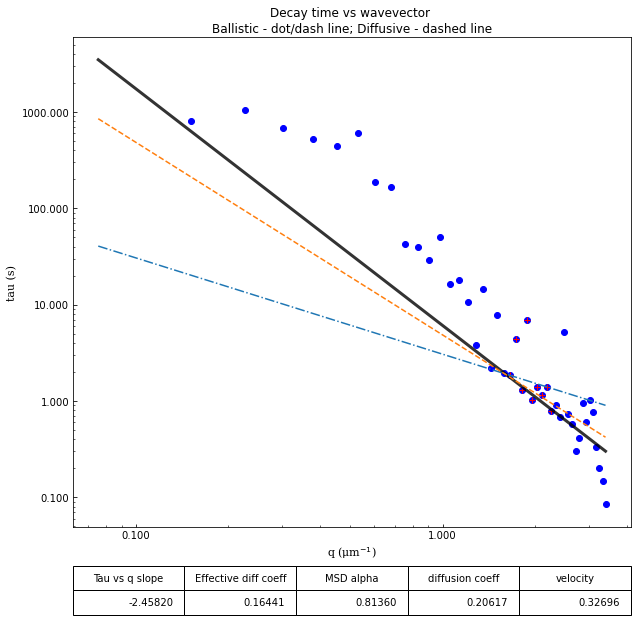 Decay time vs wavevector
Ballistic - dot/dash line; Diffusive - dashed line
1000.000
100.000
10.000
1.000
0.100
tau (s)
0.100 1.000
q (μm⁻¹)
Tau vs q slope Effective diff coeff MSD alpha diffusion coeff velocity
-2.45820 0.16441 0.81360 0.20617 0.32696